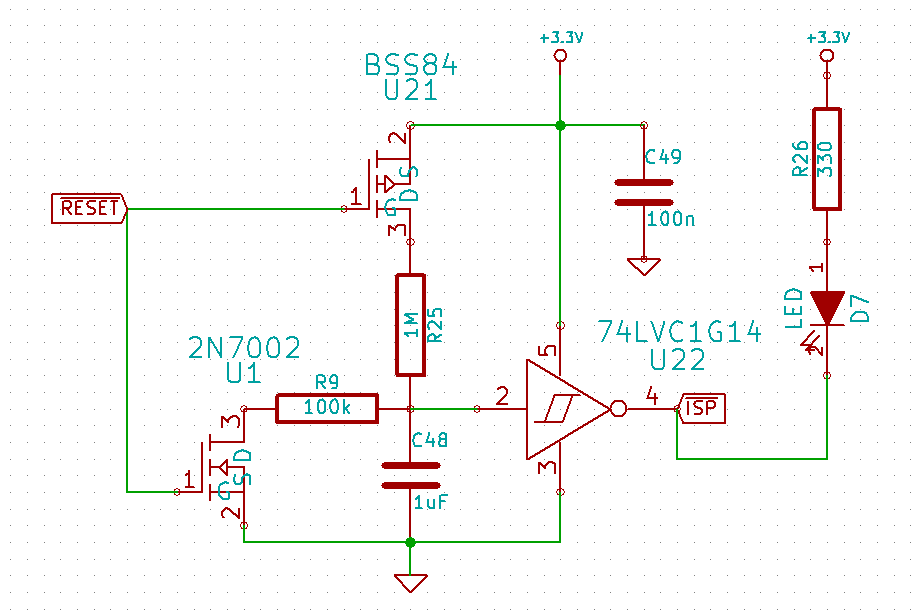 +3.3V
+3.3V
BSS84
U21
2
S
G
D
1
3
RESET
C49
100n
R26
330
1
LED
D7
2
1M
R25
74LVC1G14
U22
5
2
4
3
ISP
2N7002
U1
R9
100k
3
D
G
S
1
2
C48
1uF